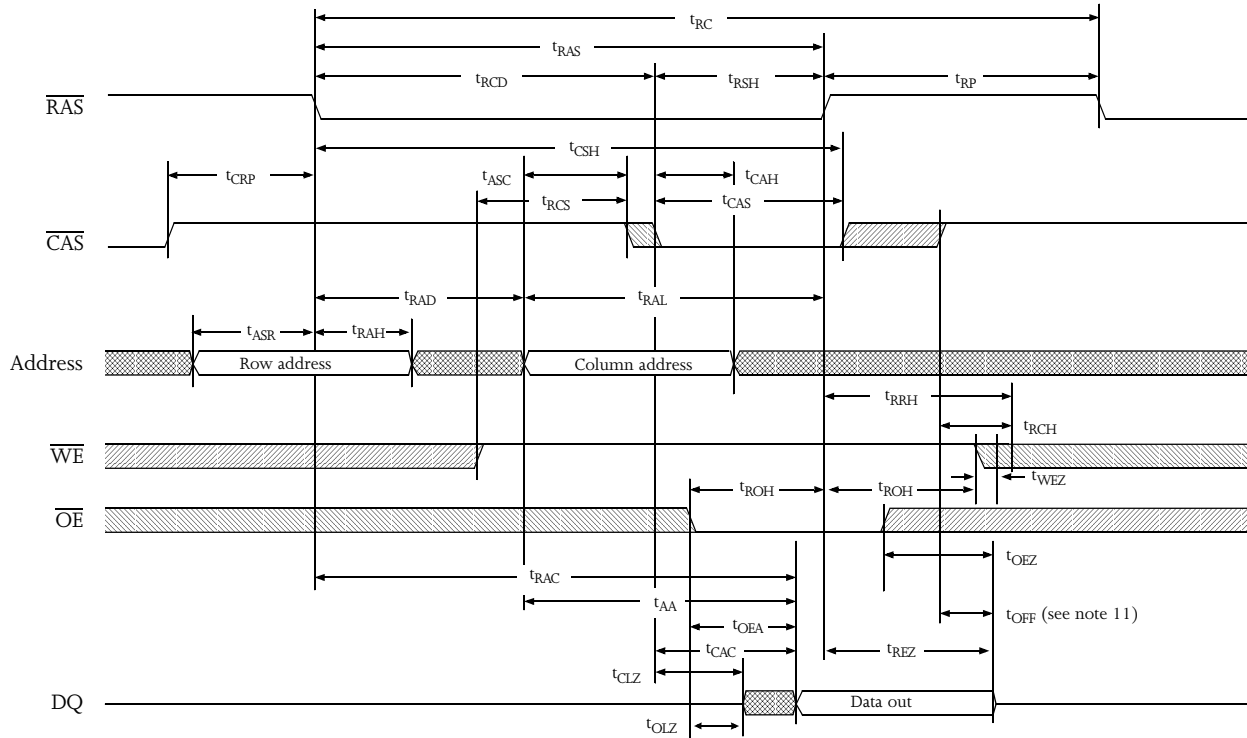 tRC
tRAS
tRCD tRSH tRP
RAS
tCSH
tCRP tASC tCAH
tRCS tCAS
CAS
tRAD tRAL
tASR tRAH
Address Row address Column address
tRRH
tRCH
WE
tWEZ
tROH tROH
OE
tOEZ
tRAC
tAA
tOFF (see note 11)
tOEA
tCAC tREZ
tCLZ
DQ Data out
tOLZ